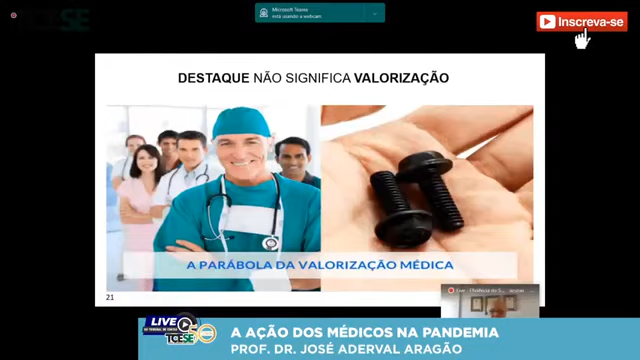 TCESE
Microsoft Teams
está usando a webcam
Inscreva-se
DESTAQUE NÃO SIGNIFICA VALORIZAÇÃO
A PARÁBOLA DA VALORIZAÇÃO MÉDICA
21
LIVE
TCESE
A AÇÃO DOS MÉDICOS NA PANDEMIA
PROF. DR. JOSÉ ADERVAL ARAGÃO